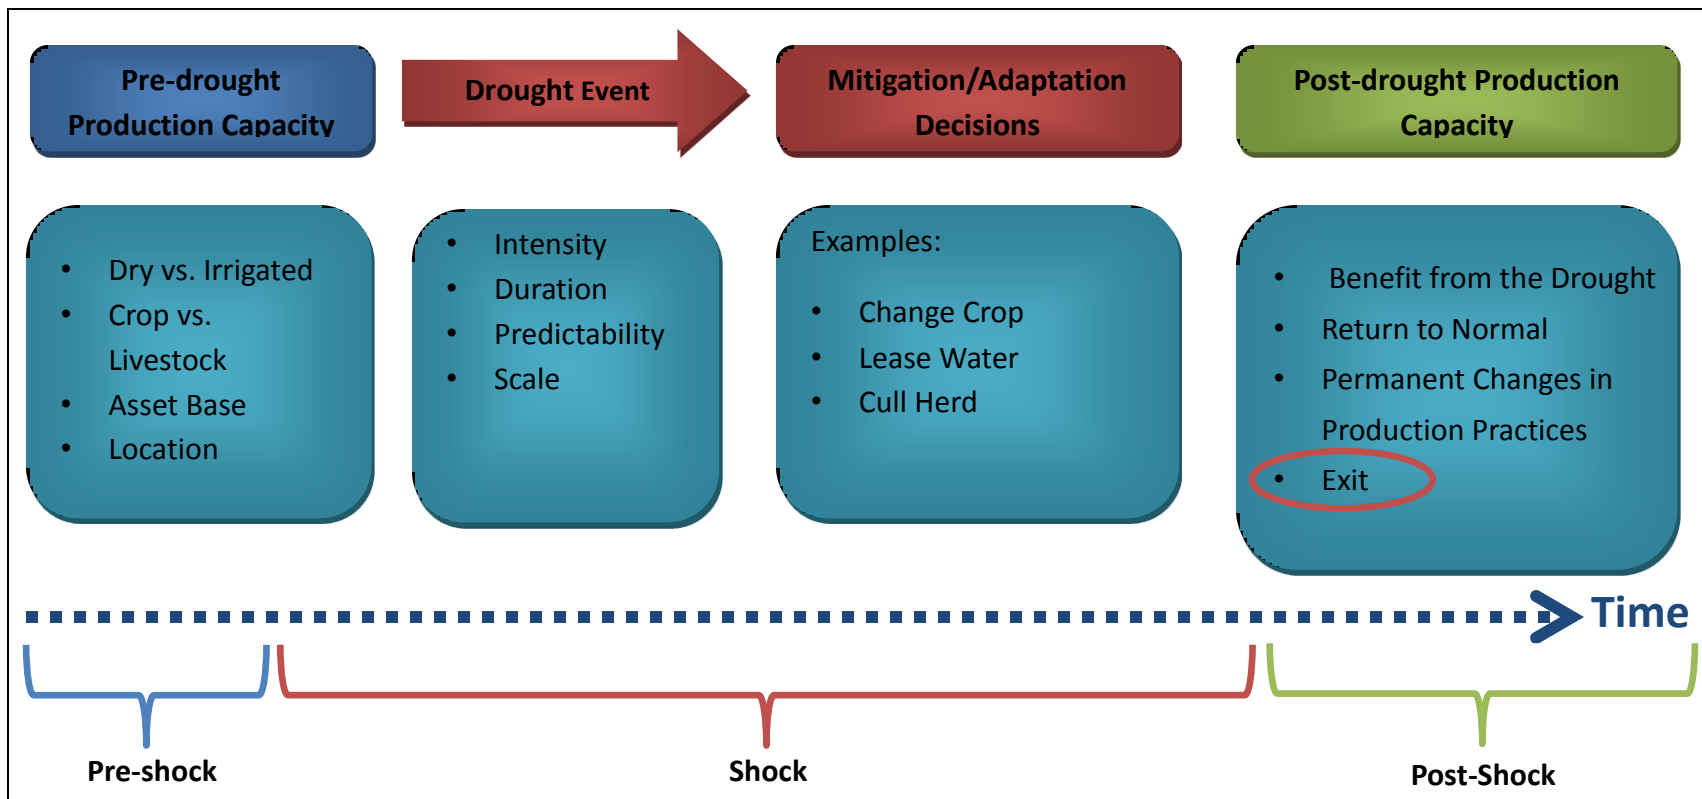 Pre-drought
Production Capacity
Drought Event
Mitigation/Adaptation
Decisions
Post-drought Production
Capacity
• Dry vs. Irrigated
• Crop vs.
Livestock
• Asset Base
• Location
• Intensity
• Duration
• Predictability
• Scale
Examples:
• Change Crop
• Lease Water
• Cull Herd
• Benefit from the Drought
• Return to Normal
• Permanent Changes in
Production Practices
• Exit
Time
Pre-shock
Shock
Post-Shock